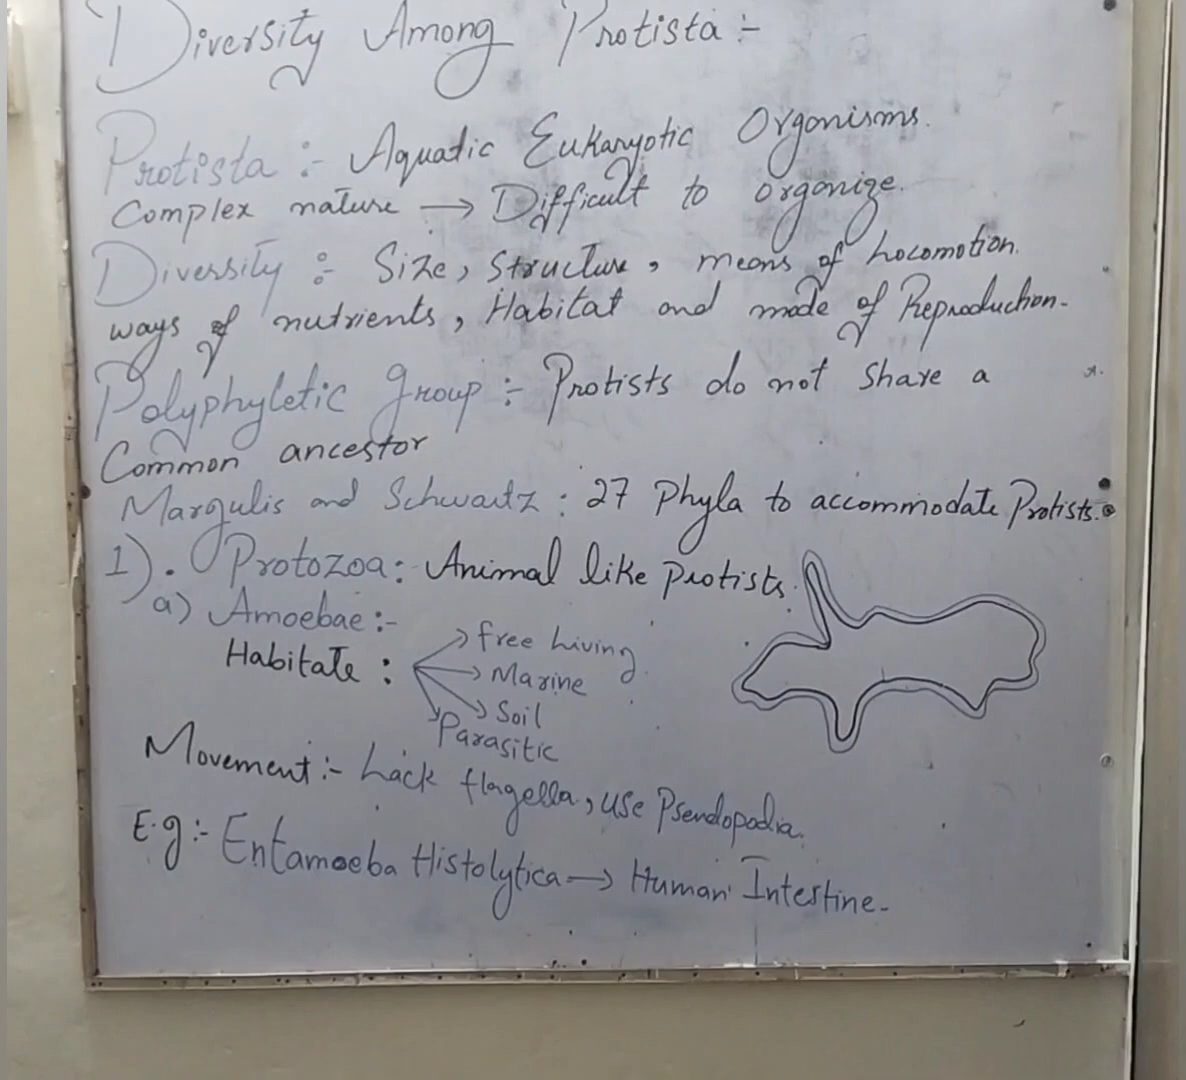 Diversity Among Protista :-
Protista :- Aquatic Eukaryotic Organisms.
Complex nature → Difficult to organize.
Diversity :- Size, Structure, means of Locomotion.
ways of nutrients, Habitat and mode of Reproduction-
Polyphyletic group :- Protists do not Share a
Common ancestor
Margulis and Schwartz : 27 Phyla to accommodate Protists.
1). Protozoa: Animal like protists.
a) Amoebae :-
Habitate :
→ free Living
→ Marine
→ Soil
Parasitic
Movement :- Lack flagella, use Pseudopodia.
E.g :- Entamoeba Histolytica → Human Intestine-